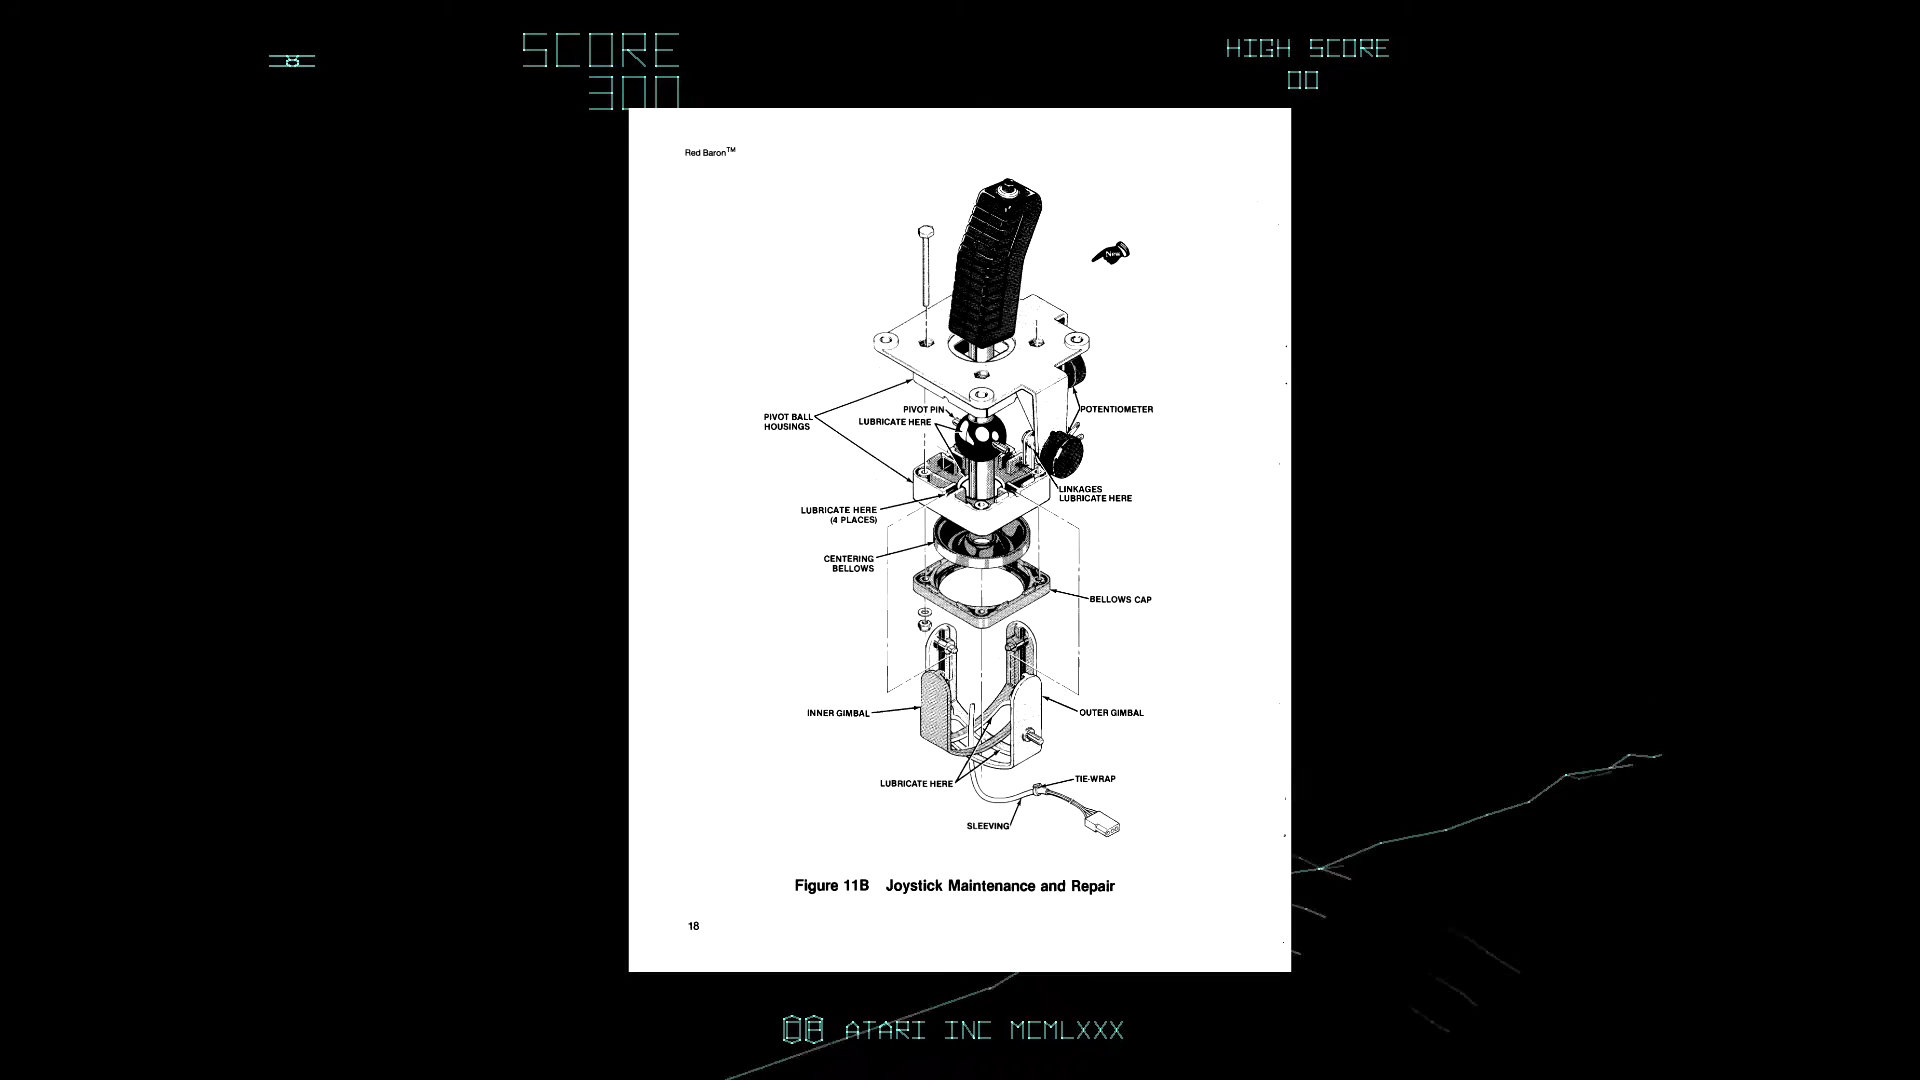 SCORE
300
HIGH SCORE
00
Red Baron™
New
PIVOT BALL
HOUSINGS
PIVOT PIN
LUBRICATE HERE
POTENTIOMETER
LINKAGES
LUBRICATE HERE
LUBRICATE HERE
(4 PLACES)
CENTERING
BELLOWS
BELLOWS CAP
INNER GIMBAL
OUTER GIMBAL
LUBRICATE HERE
TIE-WRAP
SLEEVING
Figure 11B Joystick Maintenance and Repair
18
ATARI INC MCMLXXX